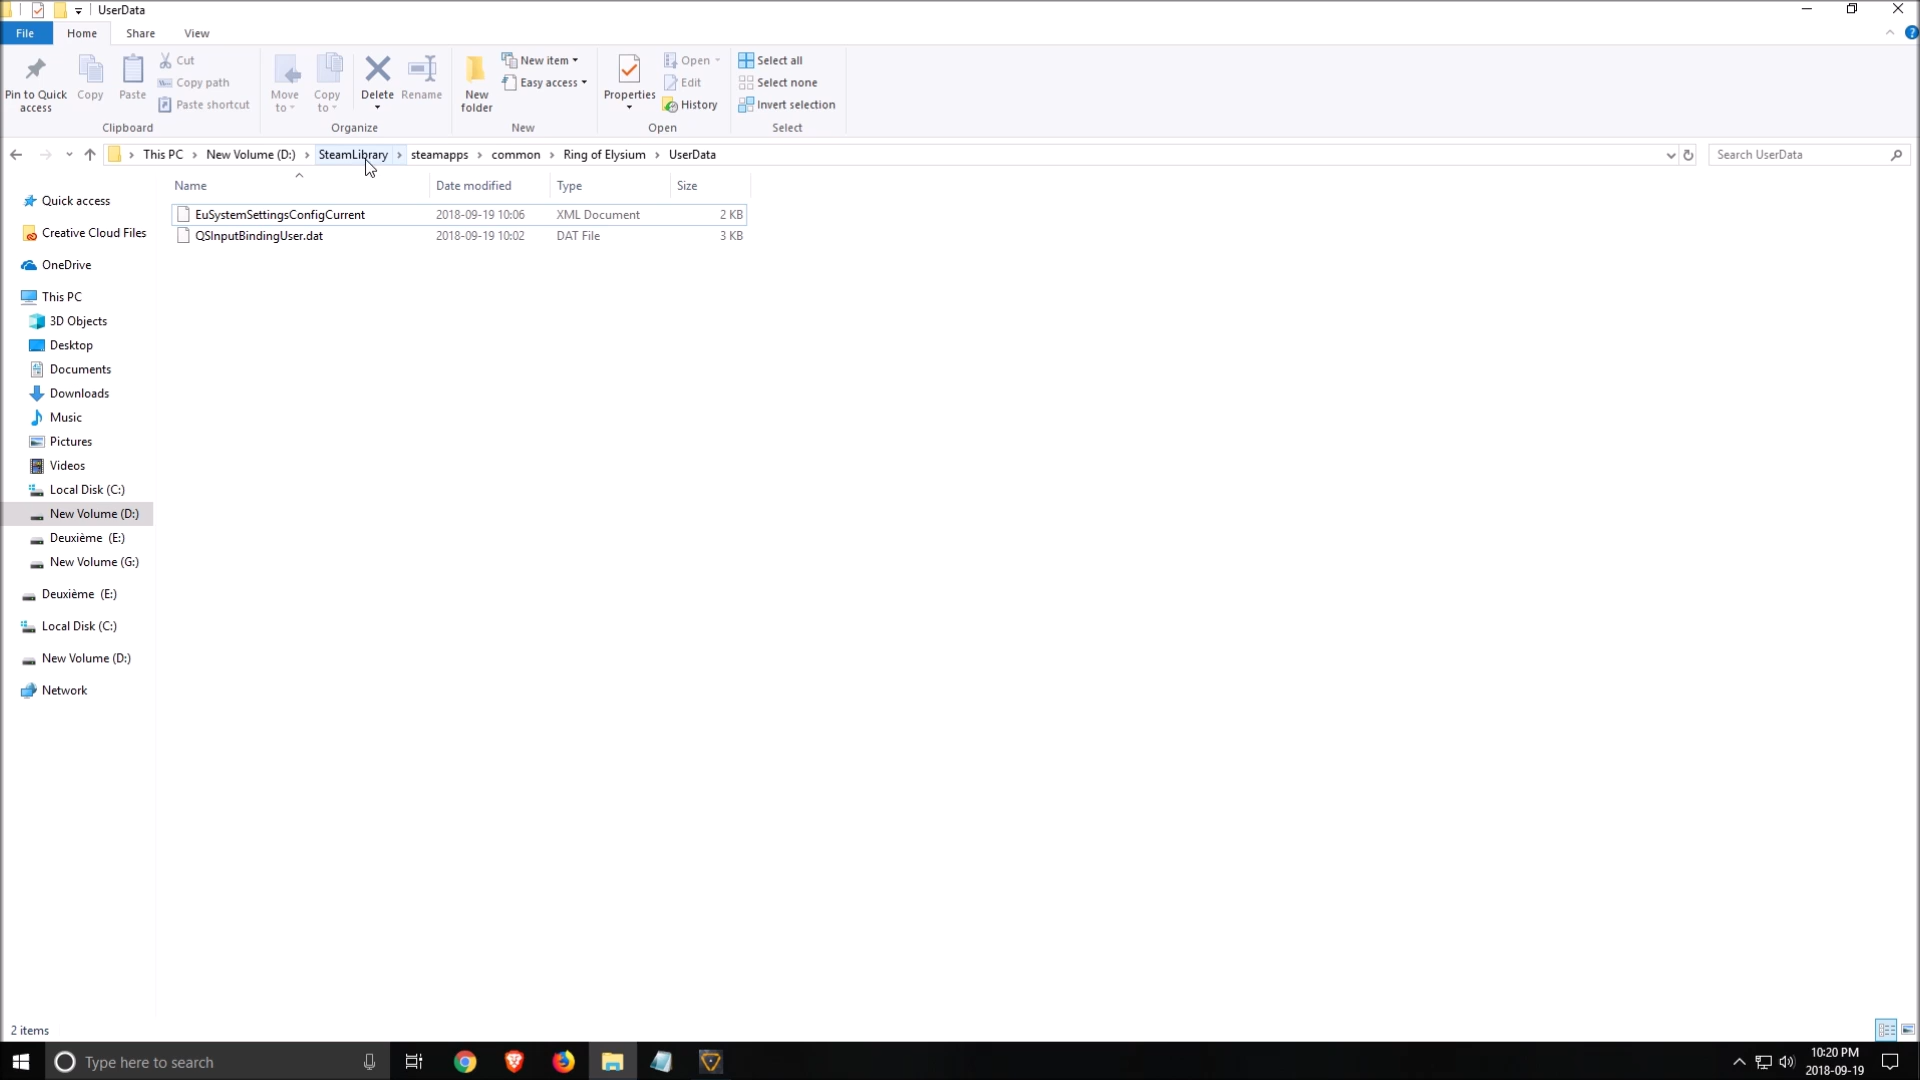 UserData
File Home Share View
Pin to Quick access
Copy
Paste
Cut
Copy path
Paste shortcut
Clipboard
Move to
Copy to
Delete
Rename
Organize
New folder
New item
Easy access
New
Properties
Open
Edit
History
Open
Select all
Select none
Invert selection
Select
This PC > New Volume (D:) > SteamLibrary > steamapps > common > Ring of Elysium > UserData
Search UserData
Name Date modified Type Size
EuSystemSettingsConfigCurrent 2018-09-19 10:06 XML Document 2 KB
QSInputBindingUser.dat 2018-09-19 10:02 DAT File 3 KB
Quick access
Creative Cloud Files
OneDrive
This PC
3D Objects
Desktop
Documents
Downloads
Music
Pictures
Videos
Local Disk (C:)
New Volume (D:)
Deuxième (E:)
New Volume (G:)
Deuxième (E:)
Local Disk (C:)
New Volume (D:)
Network
2 items
Type here to search
10:20 PM
2018-09-19